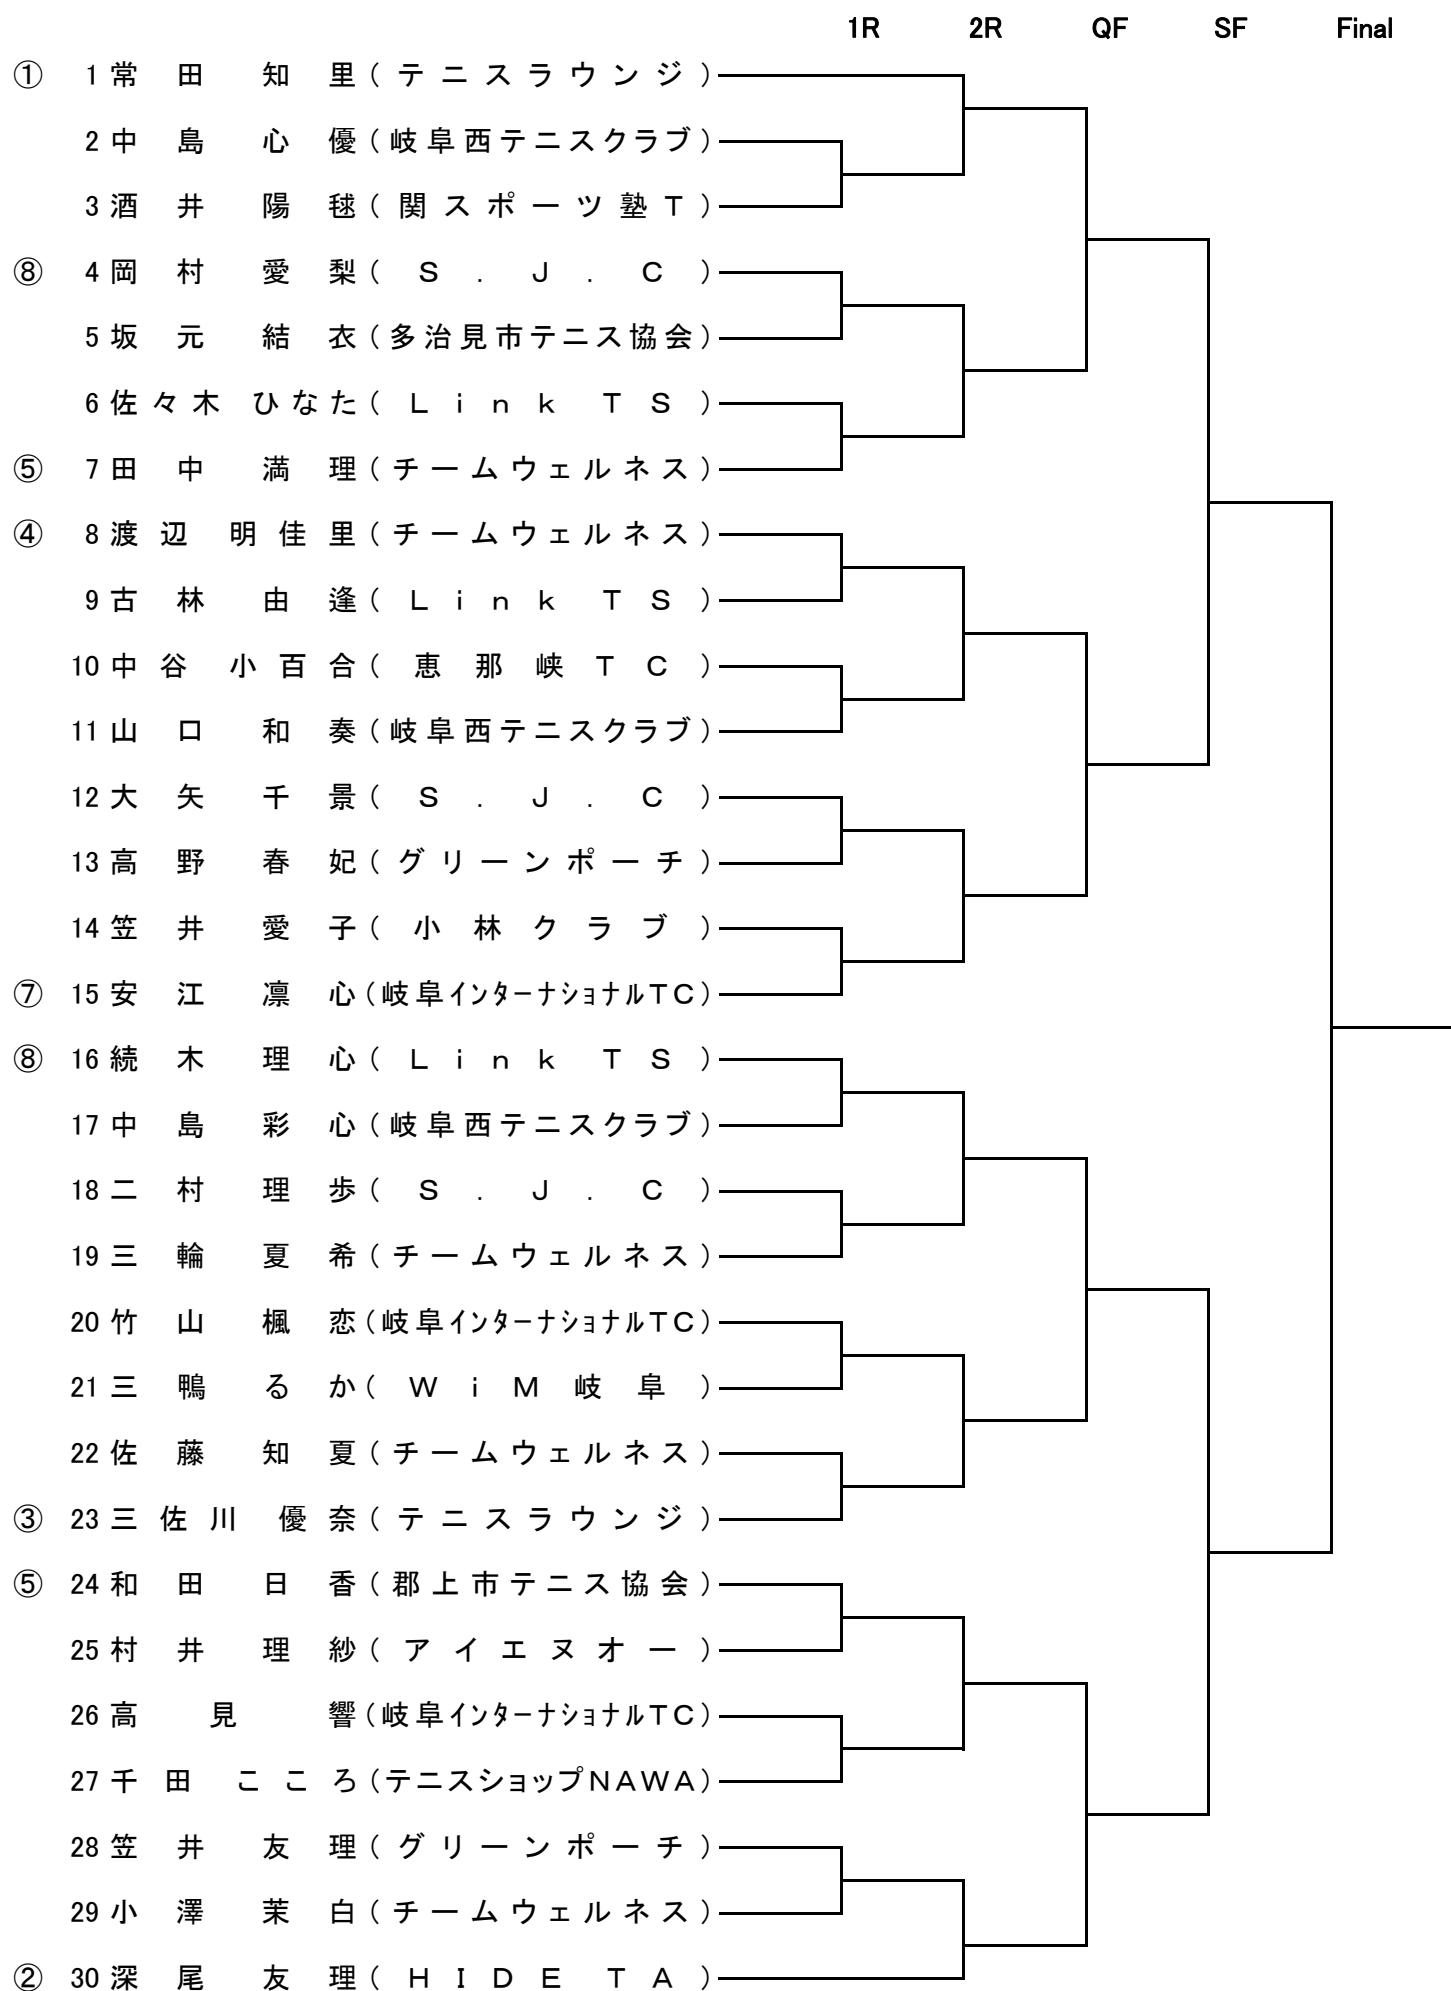 1R 2R QF SF Final
① 1 常田 知里 (テニスラウンジ)
2 中島 心優 (岐阜西テニスクラブ)
3 酒井 陽毬 (関スポーツ塾T)
⑧ 4 岡村 愛梨 (S.J.C)
5 坂元 結衣 (多治見市テニス協会)
6 佐々木 ひなた (Link TS)
⑤ 7 田中 満理 (チームウェルネス)
④ 8 渡辺 明佳里 (チームウェルネス)
9 古林 由逢 (Link TS)
10 中谷 小百合 (恵那峡TC)
11 山口 和奏 (岐阜西テニスクラブ)
12 大矢 千景 (S.J.C)
13 高野 春妃 (グリーンポーチ)
14 笠井 愛子 (小林クラブ)
⑦ 15 安江 凛心 (岐阜インターナショナルTC)
⑧ 16 続木 理心 (Link TS)
17 中島 彩心 (岐阜西テニスクラブ)
18 二村 理歩 (S.J.C)
19 三輪 夏希 (チームウェルネス)
20 竹山 楓恋 (岐阜インターナショナルTC)
21 三鴨 るか (WiM岐阜)
22 佐藤 知夏 (チームウェルネス)
③ 23 三佐川 優奈 (テニスラウンジ)
⑤ 24 和田 日香 (郡上市テニス協会)
25 村井 理紗 (アイエヌオー)
26 高見 響 (岐阜インターナショナルTC)
27 千田 こころ (テニスショップNAWA)
28 笠井 友理 (グリーンポーチ)
29 小澤 茉白 (チームウェルネス)
② 30 深尾 友理 (HIDE TA)